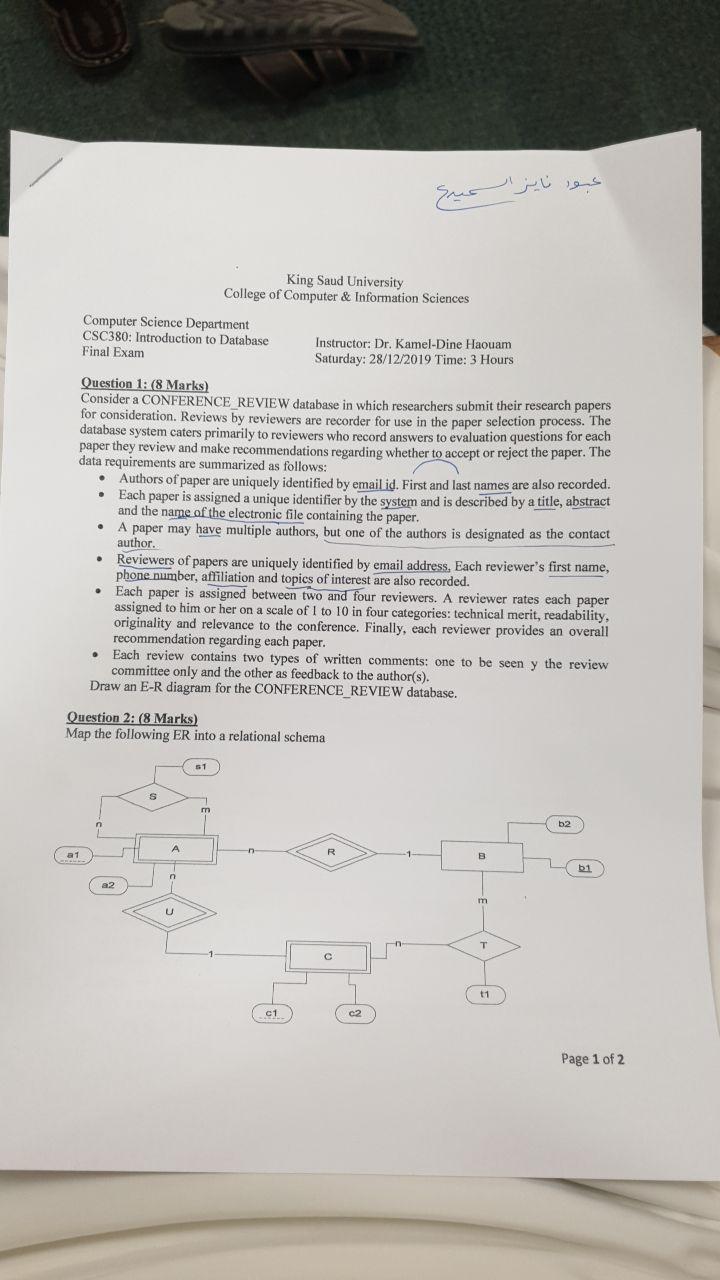 عبود نايز السميري
King Saud University
College of Computer & Information Sciences
Computer Science Department
CSC380: Introduction to Database
Instructor: Dr. Kamel-Dine Haouam
Final Exam
Saturday: 28/12/2019 Time: 3 Hours
Question 1: (8 Marks)
Consider a CONFERENCE_REVIEW database in which researchers submit their research papers
for consideration. Reviews by reviewers are recorder for use in the paper selection process. The
database system caters primarily to reviewers who record answers to evaluation questions for each
paper they review and make recommendations regarding whether to accept or reject the paper. The
data requirements are summarized as follows:
• Authors of paper are uniquely identified by email id. First and last names are also recorded.
• Each paper is assigned a unique identifier by the system and is described by a title, abstract
and the name of the electronic file containing the paper.
• A paper may have multiple authors, but one of the authors is designated as the contact
author.
• Reviewers of papers are uniquely identified by email address, Each reviewer's first name,
phone number, affiliation and topics of interest are also recorded.
• Each paper is assigned between two and four reviewers. A reviewer rates each paper
assigned to him or her on a scale of 1 to 10 in four categories: technical merit, readability,
originality and relevance to the conference. Finally, each reviewer provides an overall
recommendation regarding each paper.
• Each review contains two types of written comments: one to be seen y the review
committee only and the other as feedback to the author(s).
Draw an E-R diagram for the CONFERENCE_REVIEW database.
Question 2: (8 Marks)
Map the following ER into a relational schema
s1
S
n
m
b2
a1
A
n
R
1
B
b1
a2
n
m
U
1
C
n
T
c1
c2
t1
Page 1 of 2